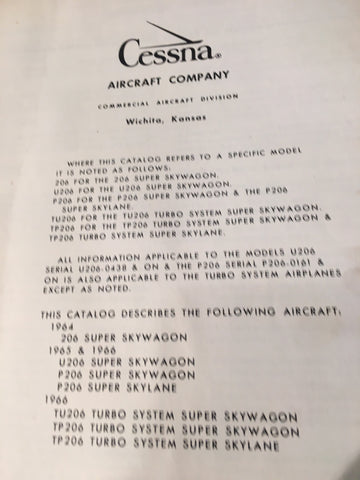 Cessna®
AIRCRAFT COMPANY
COMMERCIAL AIRCRAFT DIVISION
Wichita, Kansas
WHERE THIS CATALOG REFERS TO A SPECIFIC MODEL
IT IS NOTED AS FOLLOWS:
206 FOR THE 206 SUPER SKYWAGON.
U206 FOR THE U206 SUPER SKYWAGON.
P206 FOR THE P206 SUPER SKYWAGON & THE P206
SUPER SKYLANE.
TU206 FOR THE TU206 TURBO SYSTEM SUPER SKYWAGON.
TP206 FOR THE TP206 TURBO SYSTEM SUPER SKYWAGON &
TP206 TURBO SYSTEM SUPER SKYLANE.
ALL INFORMATION APPLICABLE TO THE MODELS U206
SERIAL U206-0438 & ON & THE P206 SERIAL P206-0161 &
ON IS ALSO APPLICABLE TO THE TURBO SYSTEM AIRPLANES
EXCEPT AS NOTED.
THIS CATALOG DESCRIBES THE FOLLOWING AIRCRAFT:
1964
206 SUPER SKYWAGON
1965 & 1966
U206 SUPER SKYWAGON
P206 SUPER SKYWAGON
P206 SUPER SKYLANE
1966
TU206 TURBO SYSTEM SUPER SKYWAGON
TP206 TURBO SYSTEM SUPER SKYWAGON
TP206 TURBO SYSTEM SUPER SKYLANE